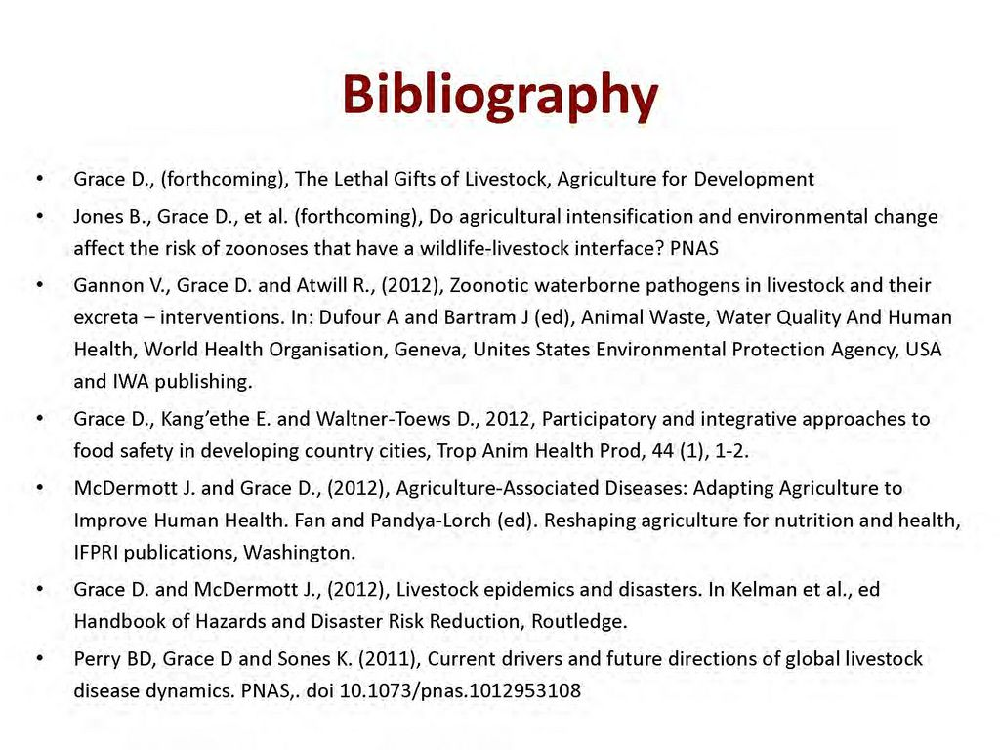 Bibliography
• Grace D., (forthcoming), The Lethal Gifts of Livestock, Agriculture for Development
• Jones B., Grace D., et al. (forthcoming), Do agricultural intensification and environmental change
affect the risk of zoonoses that have a wildlife-livestock interface? PNAS
• Gannon V., Grace D. and Atwill R., (2012), Zoonotic waterborne pathogens in livestock and their
excreta – interventions. In: Dufour A and Bartram J (ed), Animal Waste, Water Quality And Human
Health, World Health Organisation, Geneva, Unites States Environmental Protection Agency, USA
and IWA publishing.
• Grace D., Kang’ethe E. and Waltner-Toews D., 2012, Participatory and integrative approaches to
food safety in developing country cities, Trop Anim Health Prod, 44 (1), 1-2.
• McDermott J. and Grace D., (2012), Agriculture-Associated Diseases: Adapting Agriculture to
Improve Human Health. Fan and Pandya-Lorch (ed). Reshaping agriculture for nutrition and health,
IFPRI publications, Washington.
• Grace D. and McDermott J., (2012), Livestock epidemics and disasters. In Kelman et al., ed
Handbook of Hazards and Disaster Risk Reduction, Routledge.
• Perry BD, Grace D and Sones K. (2011), Current drivers and future directions of global livestock
disease dynamics. PNAS,. doi 10.1073/pnas.1012953108